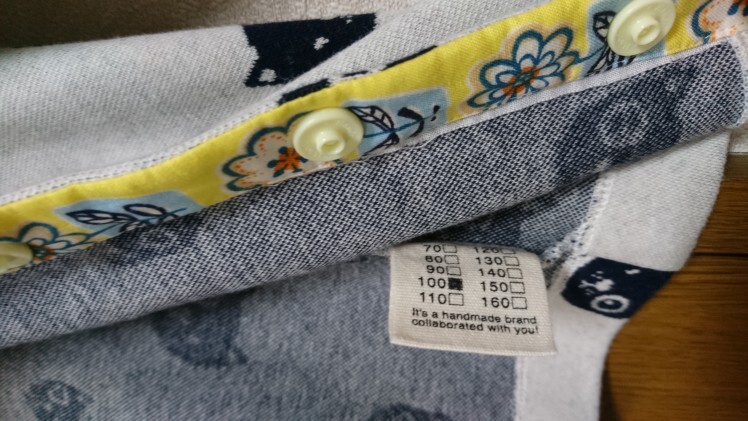 70□ 120□
80□ 130□
90□ 140□
100■ 150□
110□ 160□
It's a handmade brand
collaborated with you!